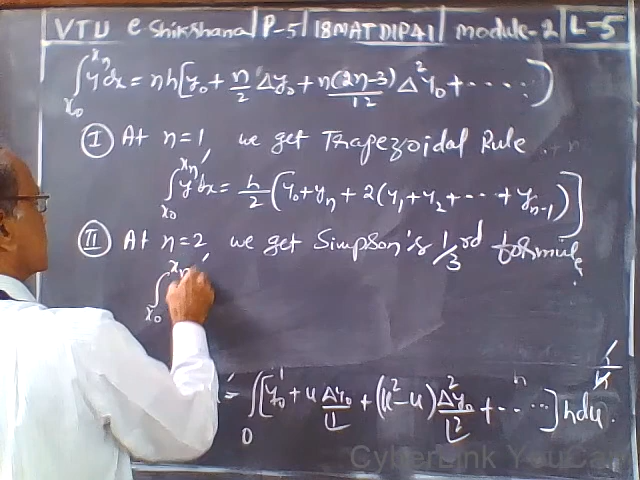 VTU e Shikshana | P-5 | 18MATDIP41 | module-2 | L-5
∫_{x₀}^{xₙ} y dx = nh[y₀ + n/2 Δy₀ + n(2n-3)/12 Δ²y₀ + ......]
I At n=1, we get Trapezoidal Rule.
∫_{x₀}^{xₙ} y dx = h/2 (y₀+yₙ + 2(y₁+y₂+---+yₙ₋₁)]
II At n=2 we get Simpson's 1/3 rd formula
∫_{x₀}^{xₙ}
= ∫₀ [y₀ + u Δy₀/⌊1 + (u²-u) Δ²y₀/⌊2 + .....] h du.
CyberLink YouCam